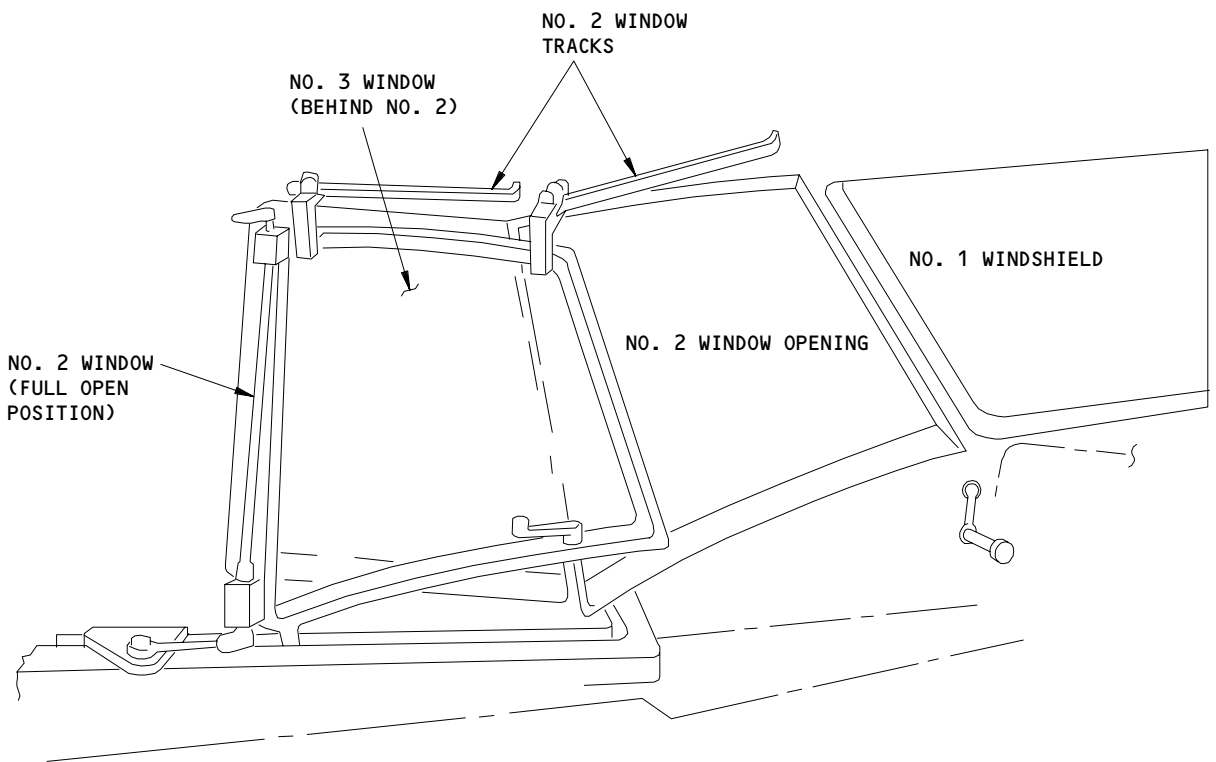 NO. 2 WINDOW
TRACKS
NO. 3 WINDOW
(BEHIND NO. 2)
NO. 1 WINDSHIELD
NO. 2 WINDOW OPENING
NO. 2 WINDOW
(FULL OPEN
POSITION)